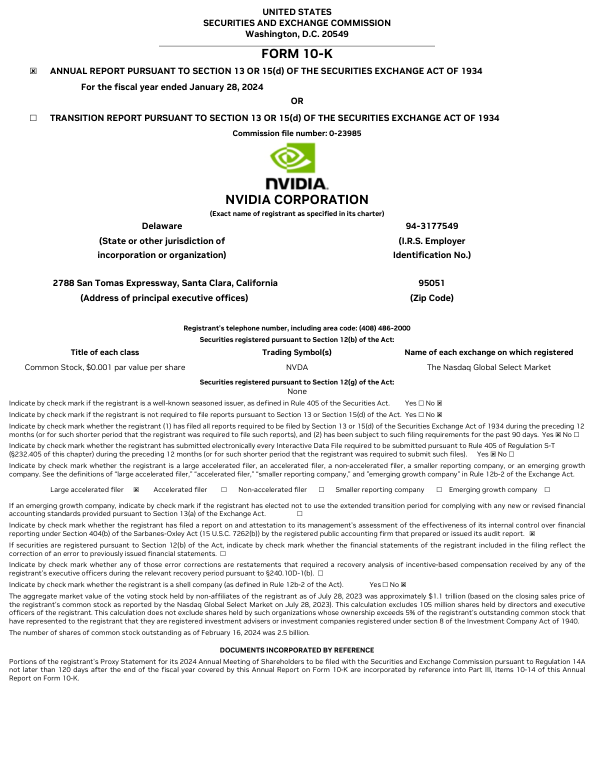 UNITED STATES
SECURITIES AND EXCHANGE COMMISSION
Washington, D.C. 20549
FORM 10-K
☒ ANNUAL REPORT PURSUANT TO SECTION 13 OR 15(d) OF THE SECURITIES EXCHANGE ACT OF 1934
For the fiscal year ended January 28, 2024
OR
☐ TRANSITION REPORT PURSUANT TO SECTION 13 OR 15(d) OF THE SECURITIES EXCHANGE ACT OF 1934
Commission file number: 0-23985
NVIDIA.
NVIDIA CORPORATION
(Exact name of registrant as specified in its charter)
Delaware 94-3177549
(State or other jurisdiction of (I.R.S. Employer
incorporation or organization) Identification No.)
2788 San Tomas Expressway, Santa Clara, California 95051
(Address of principal executive offices) (Zip Code)
Registrant's telephone number, including area code: (408) 486-2000
Securities registered pursuant to Section 12(b) of the Act:
Title of each class Trading Symbol(s) Name of each exchange on which registered
Common Stock, $0.001 par value per share NVDA The Nasdaq Global Select Market
Securities registered pursuant to Section 12(g) of the Act:
None
Indicate by check mark if the registrant is a well-known seasoned issuer, as defined in Rule 405 of the Securities Act. Yes ☐ No ☒
Indicate by check mark if the registrant is not required to file reports pursuant to Section 13 or Section 15(d) of the Act. Yes ☐ No ☒
Indicate by check mark whether the registrant (1) has filed all reports required to be filed by Section 13 or 15(d) of the Securities Exchange Act of 1934 during the preceding 12
months (or for such shorter period that the registrant was required to file such reports), and (2) has been subject to such filing requirements for the past 90 days. Yes ☒ No ☐
Indicate by check mark whether the registrant has submitted electronically every Interactive Data File required to be submitted pursuant to Rule 405 of Regulation S-T
(§232.405 of this chapter) during the preceding 12 months (or for such shorter period that the registrant was required to submit such files). Yes ☒ No ☐
Indicate by check mark whether the registrant is a large accelerated filer, an accelerated filer, a non-accelerated filer, a smaller reporting company, or an emerging growth
company. See the definitions of "large accelerated filer," "accelerated filer," "smaller reporting company," and "emerging growth company" in Rule 12b-2 of the Exchange Act.
Large accelerated filer ☒ Accelerated filer ☐ Non-accelerated filer ☐ Smaller reporting company ☐ Emerging growth company ☐
If an emerging growth company, indicate by check mark if the registrant has elected not to use the extended transition period for complying with any new or revised financial
accounting standards provided pursuant to Section 13(a) of the Exchange Act. ☐
Indicate by check mark whether the registrant has filed a report on and attestation to its management's assessment of the effectiveness of its internal control over financial
reporting under Section 404(b) of the Sarbanes-Oxley Act (15 U.S.C. 7262(b)) by the registered public accounting firm that prepared or issued its audit report. ☒
If securities are registered pursuant to Section 12(b) of the Act, indicate by check mark whether the financial statements of the registrant included in the filing reflect the
correction of an error to previously issued financial statements. ☐
Indicate by check mark whether any of those error corrections are restatements that required a recovery analysis of incentive-based compensation received by any of the
registrant's executive officers during the relevant recovery period pursuant to §240.10D-1(b). ☐
Indicate by check mark whether the registrant is a shell company (as defined in Rule 12b-2 of the Act). Yes ☐ No ☒
The aggregate market value of the voting stock held by non-affiliates of the registrant as of July 28, 2023 was approximately $1.1 trillion (based on the closing sales price of
the registrant's common stock as reported by the Nasdaq Global Select Market on July 28, 2023). This calculation excludes 105 million shares held by directors and executive
officers of the registrant. This calculation does not exclude shares held by such organizations whose ownership exceeds 5% of the registrant's outstanding common stock that
have represented to the registrant that they are registered investment advisers or investment companies registered under section 8 of the Investment Company Act of 1940.
The number of shares of common stock outstanding as of February 16, 2024 was 2.5 billion.
DOCUMENTS INCORPORATED BY REFERENCE
Portions of the registrant's Proxy Statement for its 2024 Annual Meeting of Shareholders to be filed with the Securities and Exchange Commission pursuant to Regulation 14A
not later than 120 days after the end of the fiscal year covered by this Annual Report on Form 10-K are incorporated by reference into Part III, Items 10-14 of this Annual
Report on Form 10-K.